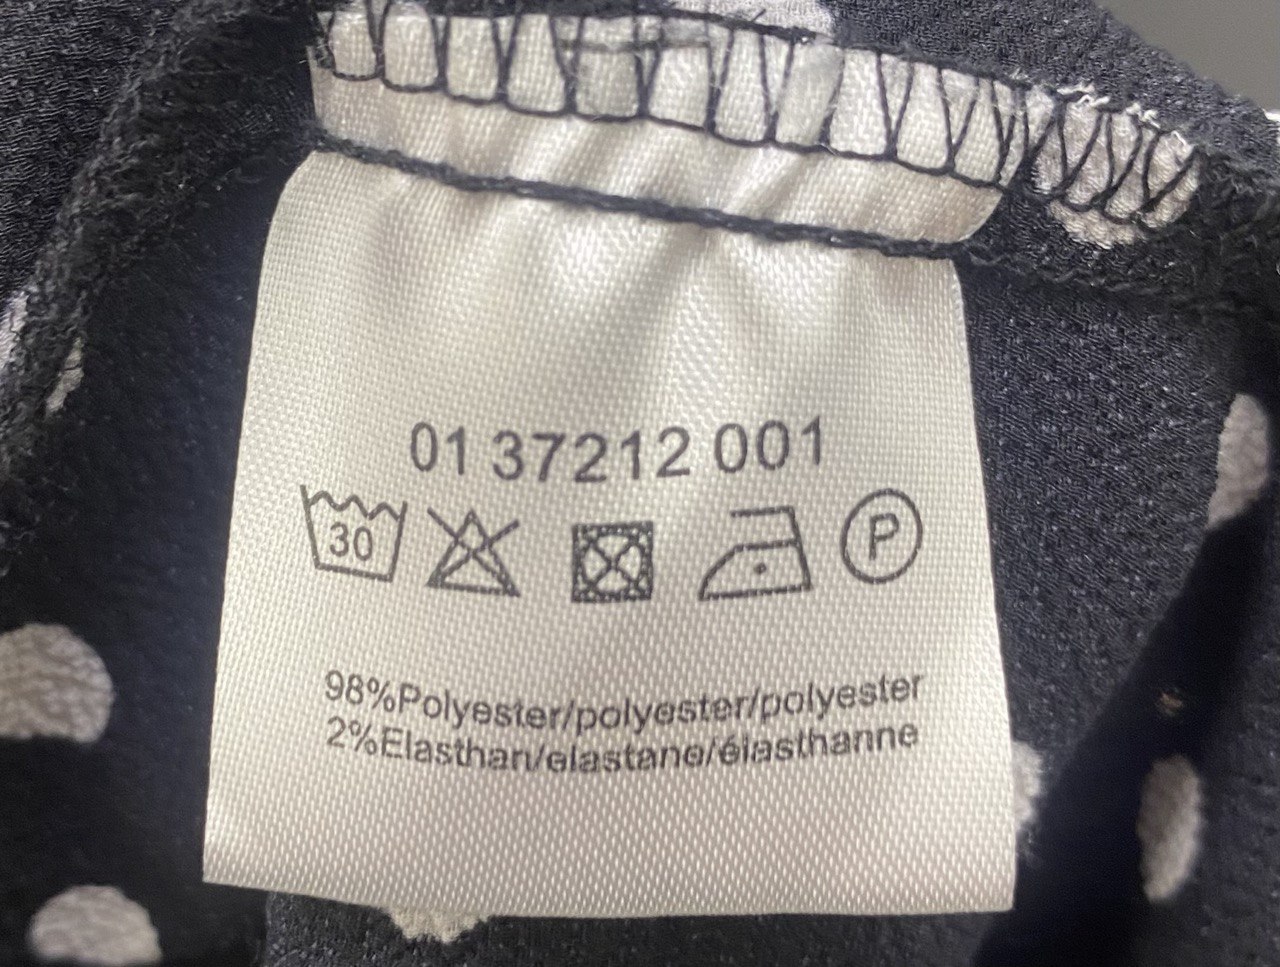 01 37212 001
30 P
98%Polyester/polyester/polyester
2%Elasthan/elastane/élasthanne